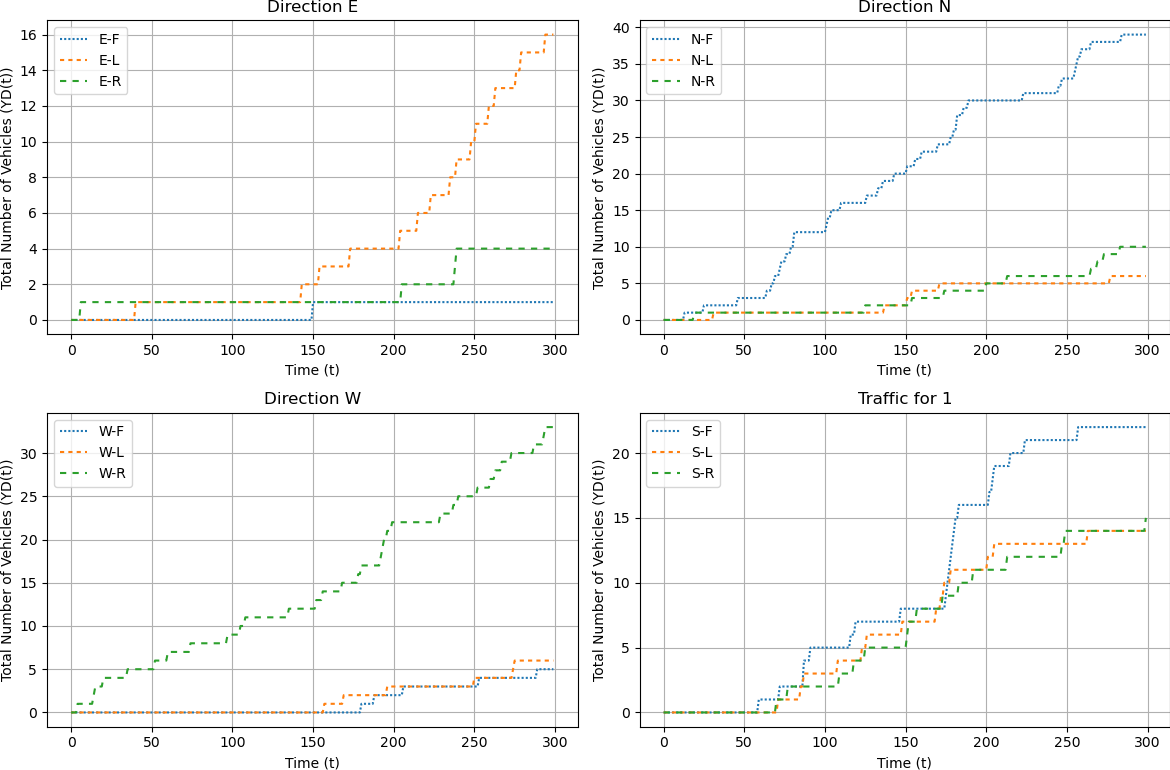 Direction E
Total Number of Vehicles (YD(t))
16
14
12
10
8
6
4
2
0
E-F
E-L
E-R
0 50 100 150 200 250 300
Time (t)
Direction N
Total Number of Vehicles (YD(t))
40
35
30
25
20
15
10
5
0
N-F
N-L
N-R
0 50 100 150 200 250 300
Time (t)
Direction W
Total Number of Vehicles (YD(t))
30
25
20
15
10
5
0
W-F
W-L
W-R
0 50 100 150 200 250 300
Time (t)
Traffic for 1
Total Number of Vehicles (YD(t))
20
15
10
5
0
S-F
S-L
S-R
0 50 100 150 200 250 300
Time (t)